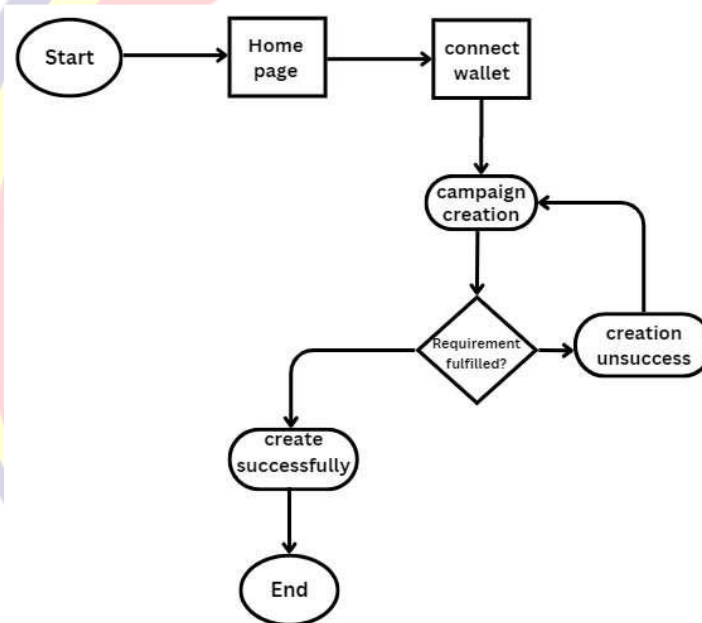 Start
Home
page
connect
wallet
campaign
creation
Requirement
fulfilled?
creation
unsuccess
create
successfully
End